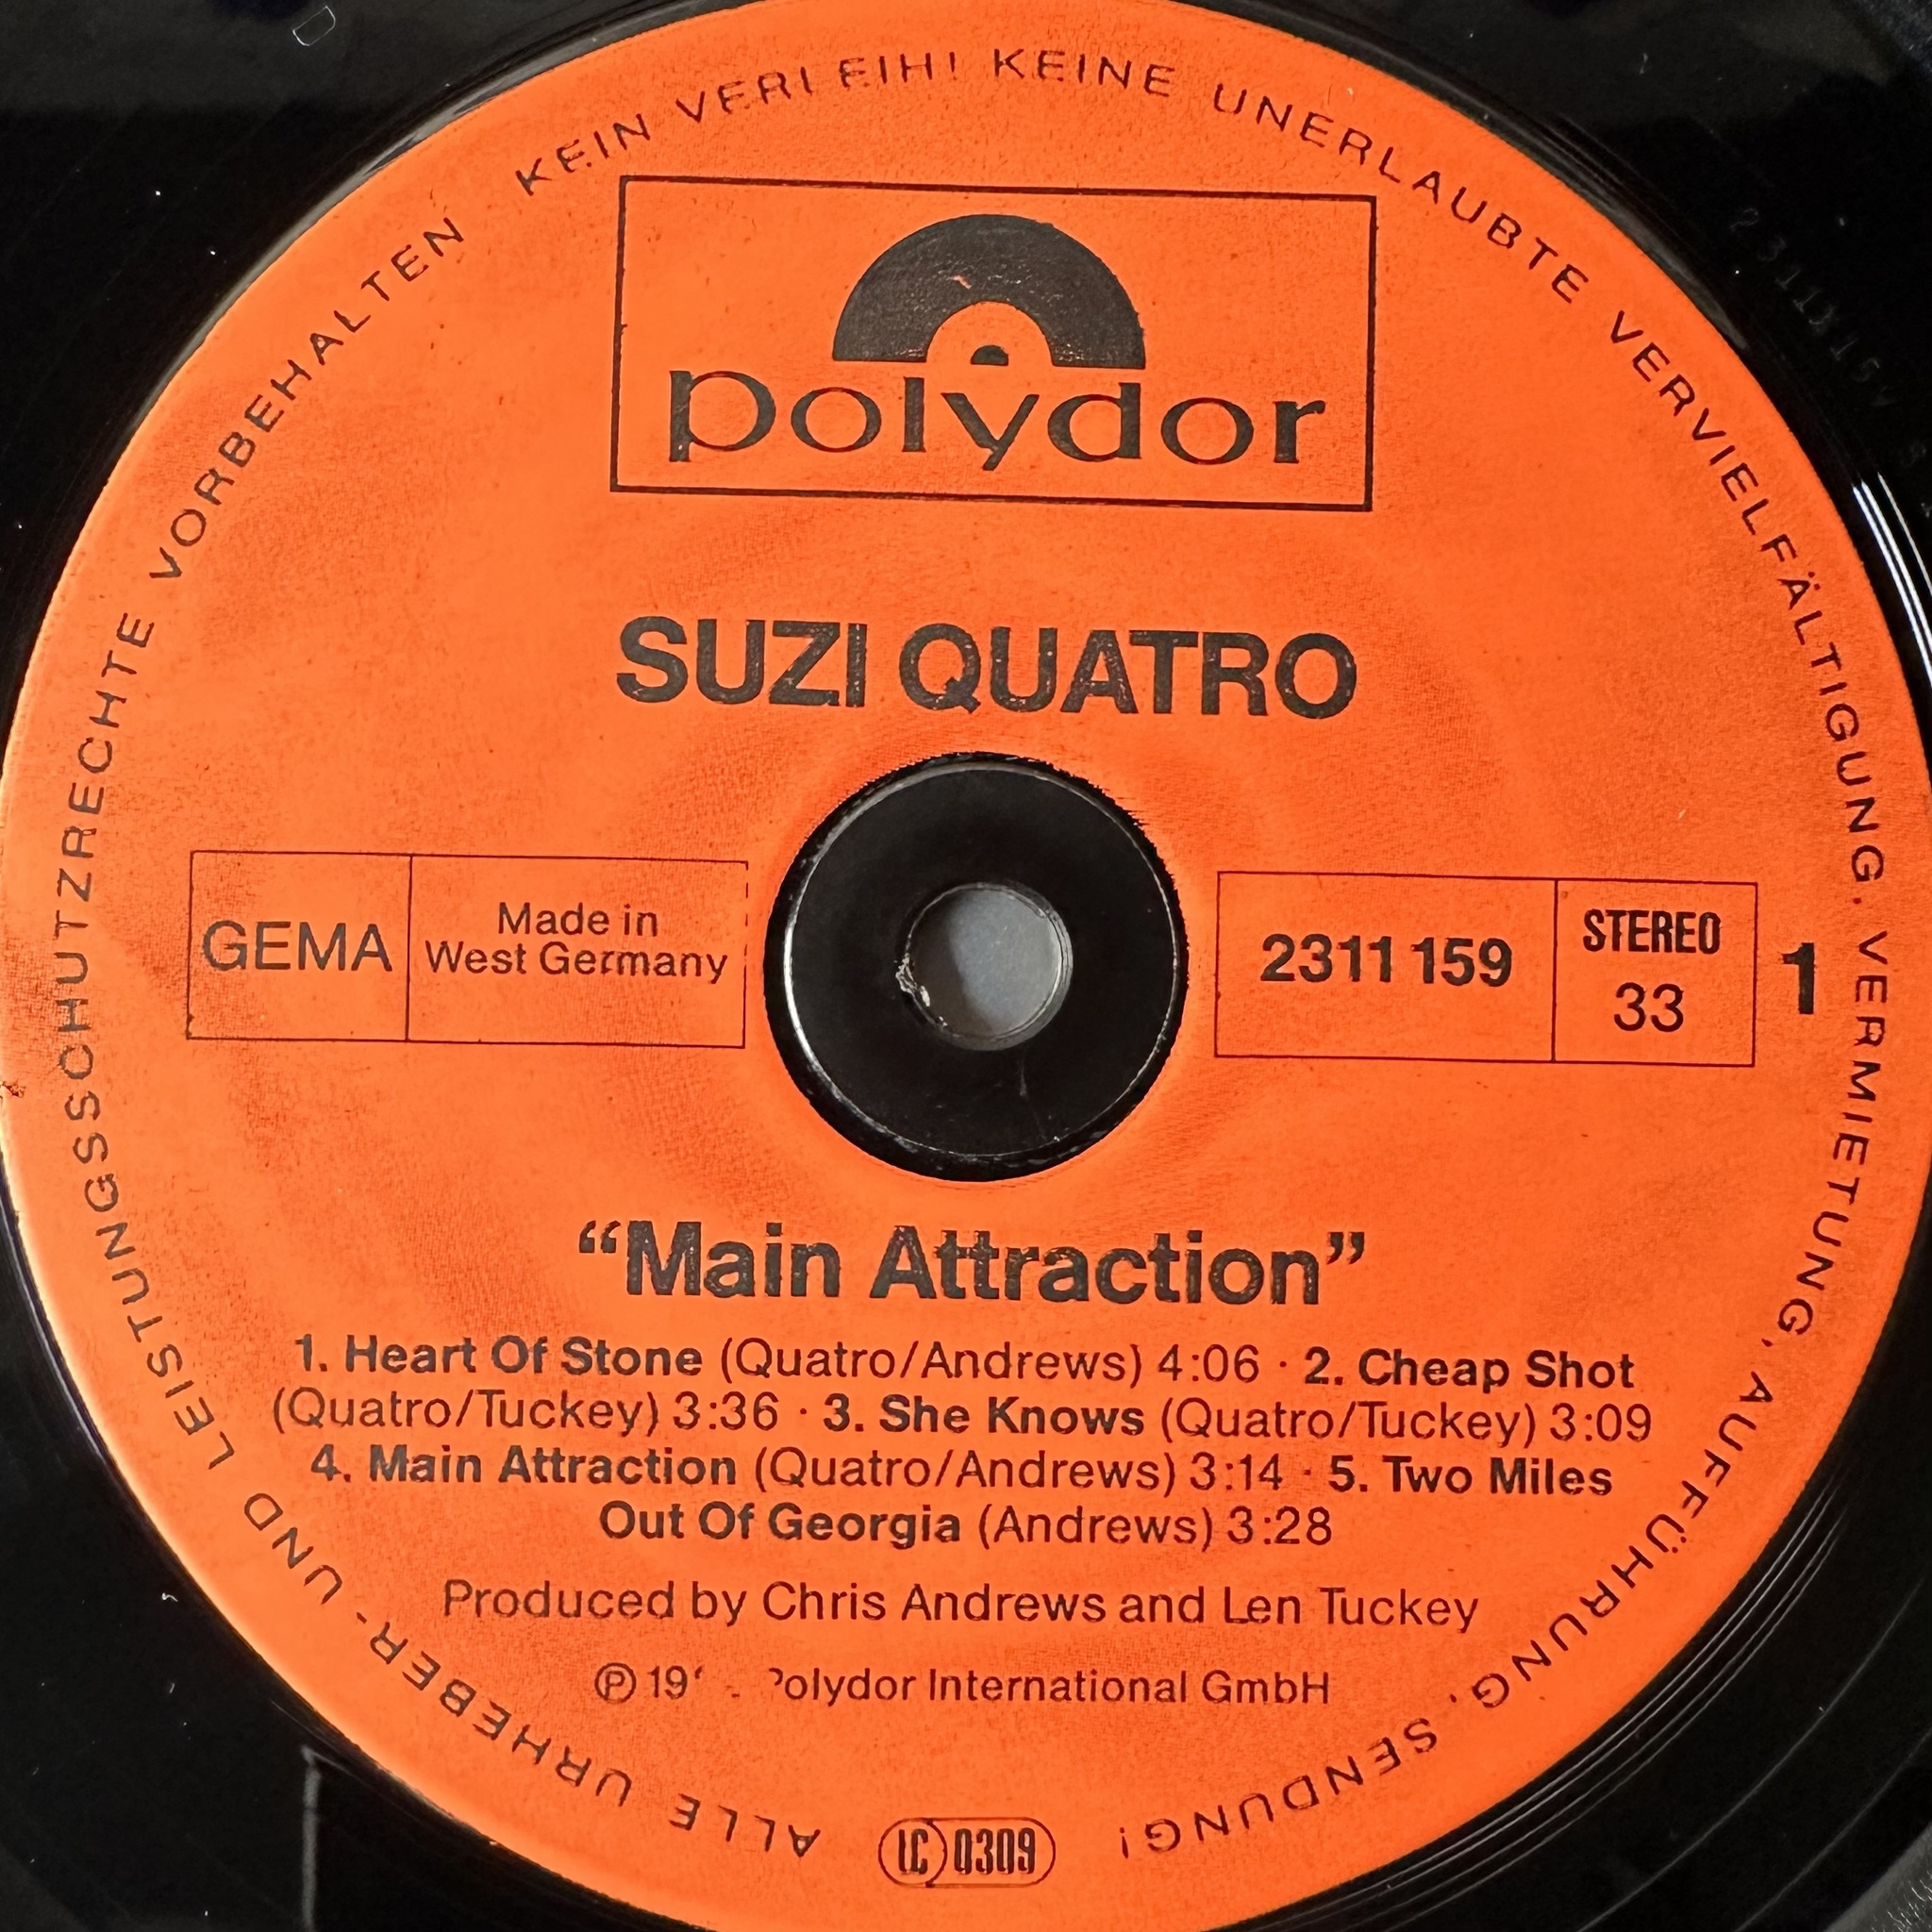 ALLE URHEBER- UND LEISTUNGSSCHUTZRECHTE VORBEHALTEN KEIN VERLEIH! KEINE UNERLAUBTE VERVIELFÄLTIGUNG. VERMIETUNG, AUFFÜHRUNG, SENDUNG!
polydor
SUZI QUATRO
GEMA
Made in
West Germany
2311 159
STEREO
33
1
“Main Attraction”
1. Heart Of Stone (Quatro/Andrews) 4:06 · 2. Cheap Shot
(Quatro/Tuckey) 3:36 · 3. She Knows (Quatro/Tuckey) 3:09
4. Main Attraction (Quatro/Andrews) 3:14 · 5. Two Miles
Out Of Georgia (Andrews) 3:28
Produced by Chris Andrews and Len Tuckey
℗ Polydor International GmbH
LC 0309